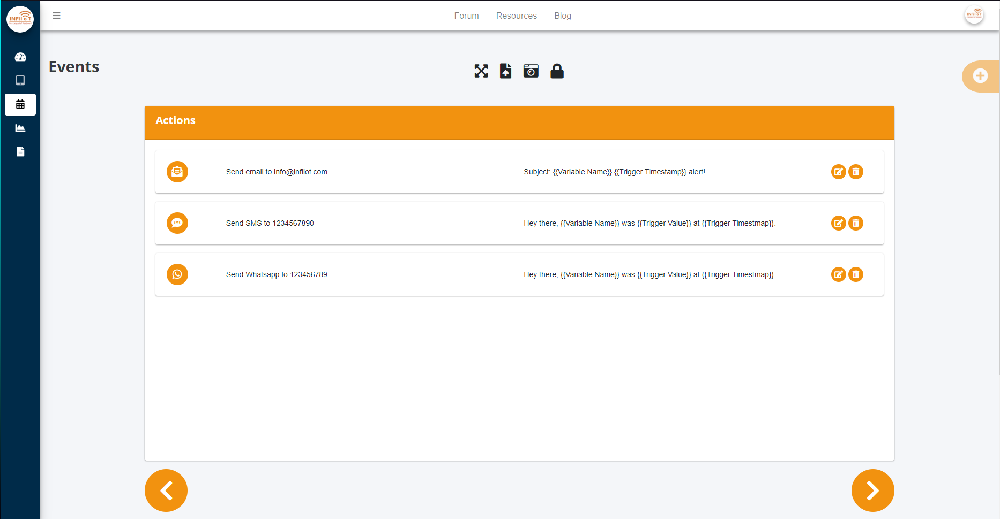 INFiIoT
Forum
Resources
Blog
INFiIoT
Events
Actions
Send email to info@infiiot.com
Subject: {{Variable Name}} {{Trigger Timestamp}} alert!
SMS
Send SMS to 1234567890
Hey there, {{Variable Name}} was {{Trigger Value}} at {{Trigger Timestmap}}.
Send Whatsapp to 123456789
Hey there, {{Variable Name}} was {{Trigger Value}} at {{Trigger Timestmap}}.